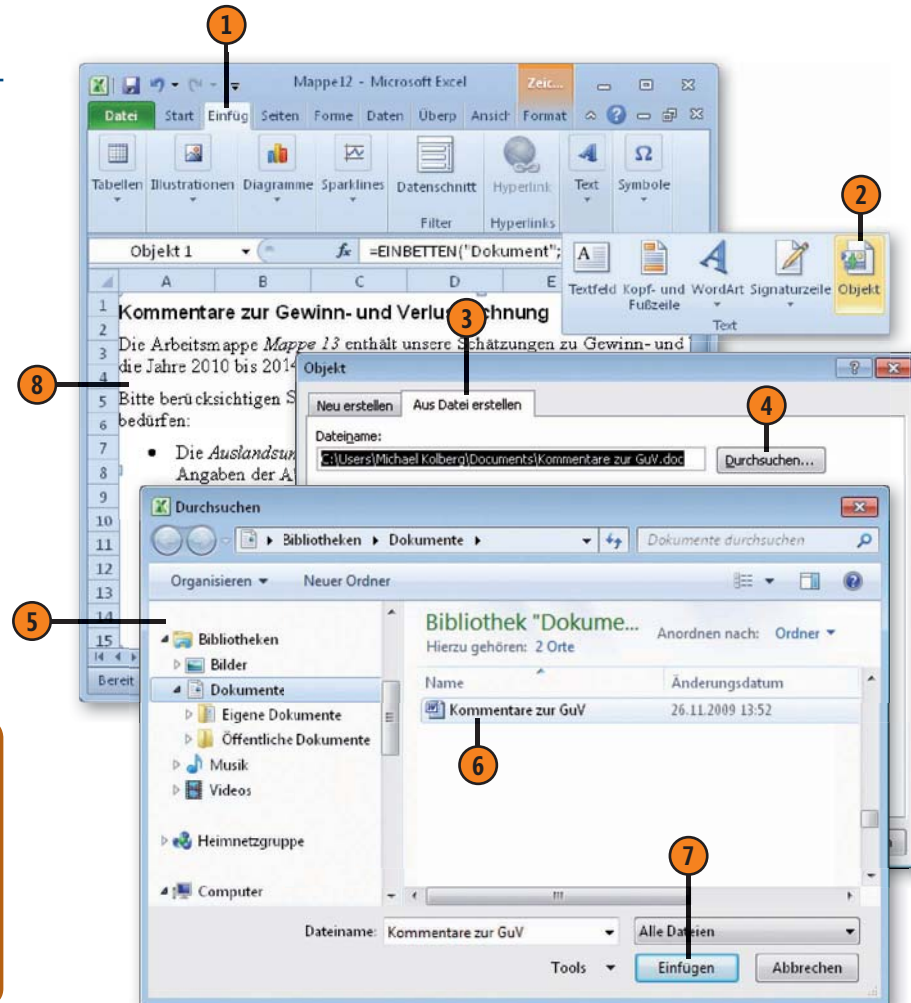 1
Mappe12 - Microsoft Excel
Zeic...
Datei Start Einfüg Seiten Forme Daten Überp Ansich Format
Tabellen Illustrationen Diagramme Sparklines Datenschnitt Hyperlink Text Symbole
Filter Hyperlinks
2
Objekt 1 fx =EINBETTEN("Dokument";
Textfeld Kopf- und Fußzeile WordArt Signaturzeile Objekt
Text
A B C D E
1
2
3
4
5
6
7
8
9
10
11
12
13
14
15
Kommentare zur Gewinn- und
3
Die Arbeitsmappe Mappe 13 enthält unsere Schätzungen zu Gewinn- und
die Jahre 2010 bis 2014
8
Bitte berücksichtigen S
bedürfen:
• Die Auslandsun
Angaben der A
Objekt
Neu erstellen Aus Datei erstellen
4
Dateiname:
C:\Users\Michael Kolberg\Documents\Kommentare zur GuV.doc
Durchsuchen...
Durchsuchen
Bibliotheken Dokumente
Dokumente durchsuchen
Organisieren Neuer Ordner
5
Bibliotheken
Bilder
Dokumente
Eigene Dokumente
Öffentliche Dokumente
Musik
Videos
Heimnetzgruppe
Computer
Bibliothek "Dokume...
Hierzu gehören: 2 Orte
Anordnen nach: Ordner
Name Änderungsdatum
Kommentare zur GuV 26.11.2009 13:52
6
7
Bereit
Dateiname: Kommentare zur GuV
Alle Dateien
Tools Einfügen Abbrechen